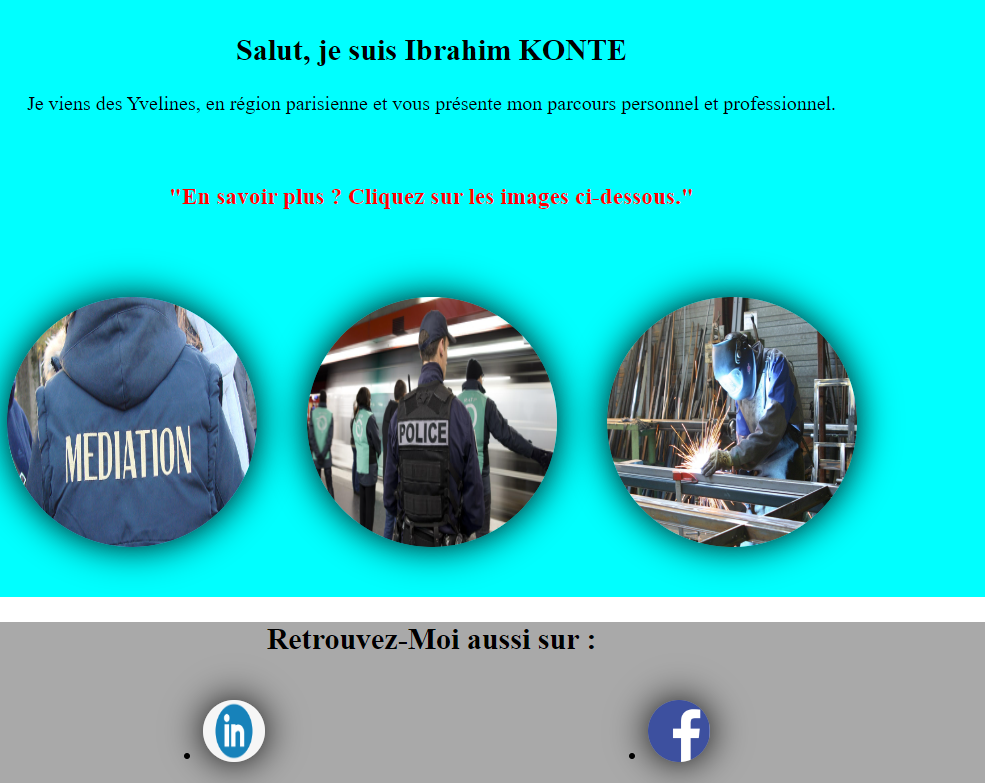 Salut, je suis Ibrahim KONTE
Je viens des Yvelines, en région parisienne et vous présente mon parcours personnel et professionnel.
"En savoir plus ? Cliquez sur les images ci-dessous."
MEDIATION
POLICE
Retrouvez-Moi aussi sur :
in
f